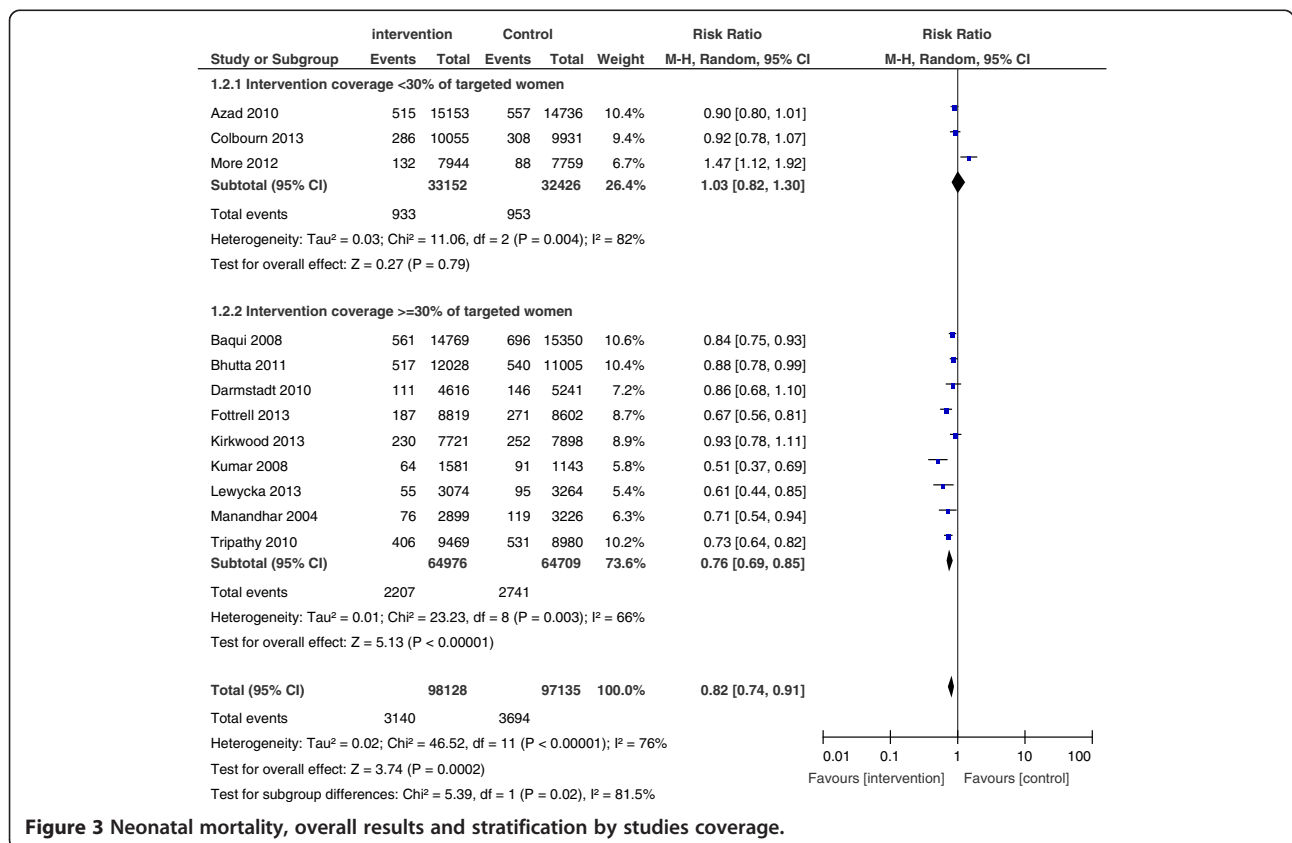 intervention Control Risk Ratio Risk Ratio
Study or Subgroup Events Total Events Total Weight M-H, Random, 95% CI M-H, Random, 95% CI
1.2.1 Intervention coverage <30% of targeted women
Azad 2010 515 15153 557 14736 10.4% 0.90 [0.80, 1.01]
Colbourn 2013 286 10055 308 9931 9.4% 0.92 [0.78, 1.07]
More 2012 132 7944 88 7759 6.7% 1.47 [1.12, 1.92]
Subtotal (95% CI) 33152 32426 26.4% 1.03 [0.82, 1.30]
Total events 933 953
Heterogeneity: Tau² = 0.03; Chi² = 11.06, df = 2 (P = 0.004); I² = 82%
Test for overall effect: Z = 0.27 (P = 0.79)
1.2.2 Intervention coverage >=30% of targeted women
Baqui 2008 561 14769 696 15350 10.6% 0.84 [0.75, 0.93]
Bhutta 2011 517 12028 540 11005 10.4% 0.88 [0.78, 0.99]
Darmstadt 2010 111 4616 146 5241 7.2% 0.86 [0.68, 1.10]
Fottrell 2013 187 8819 271 8602 8.7% 0.67 [0.56, 0.81]
Kirkwood 2013 230 7721 252 7898 8.9% 0.93 [0.78, 1.11]
Kumar 2008 64 1581 91 1143 5.8% 0.51 [0.37, 0.69]
Lewycka 2013 55 3074 95 3264 5.4% 0.61 [0.44, 0.85]
Manandhar 2004 76 2899 119 3226 6.3% 0.71 [0.54, 0.94]
Tripathy 2010 406 9469 531 8980 10.2% 0.73 [0.64, 0.82]
Subtotal (95% CI) 64976 64709 73.6% 0.76 [0.69, 0.85]
Total events 2207 2741
Heterogeneity: Tau² = 0.01; Chi² = 23.23, df = 8 (P = 0.003); I² = 66%
Test for overall effect: Z = 5.13 (P < 0.00001)
Total (95% CI) 98128 97135 100.0% 0.82 [0.74, 0.91]
Total events 3140 3694
Heterogeneity: Tau² = 0.02; Chi² = 46.52, df = 11 (P < 0.00001); I² = 76%
Test for overall effect: Z = 3.74 (P = 0.0002)
Test for subgroup differences: Chi² = 5.39, df = 1 (P = 0.02), I² = 81.5%
0.01 0.1 1 10 100
Favours [intervention] Favours [control]
Figure 3 Neonatal mortality, overall results and stratification by studies coverage.